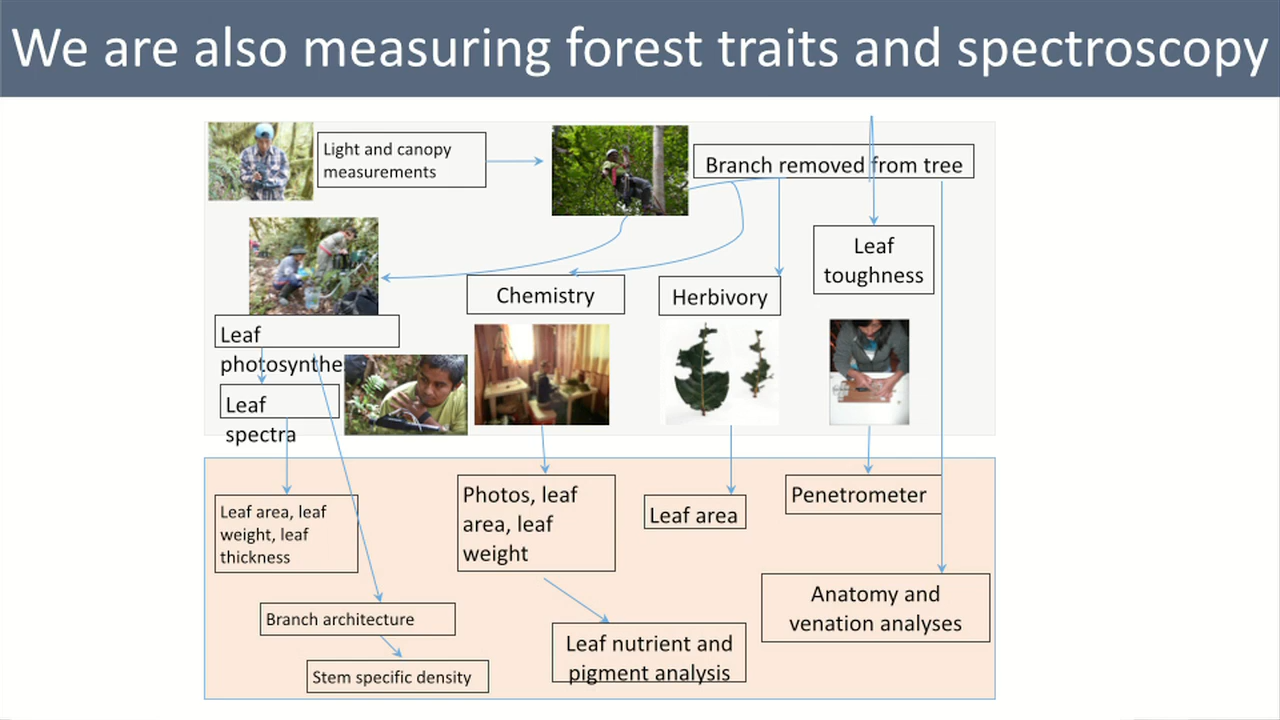 We are also measuring forest traits and spectroscopy
Light and canopy
measurements
Branch removed from tree
Leaf
toughness
Chemistry
Herbivory
Leaf
photosynthe
Leaf
spectra
Leaf area, leaf
weight, leaf
thickness
Photos, leaf
area, leaf
weight
Leaf area
Penetrometer
Anatomy and
venation analyses
Branch architecture
Leaf nutrient and
pigment analysis
Stem specific density